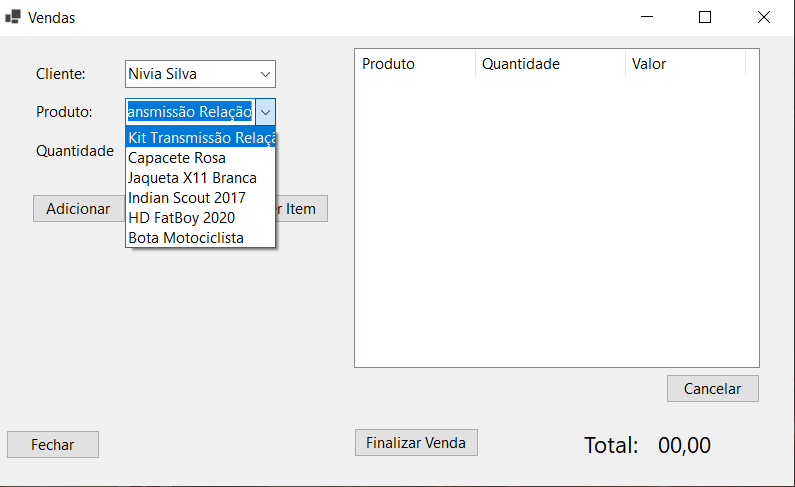 Vendas
Cliente:
Nivia Silva
Produto:
ansmissão Relação
Kit Transmissão Relaçã
Capacete Rosa
Jaqueta X11 Branca
Indian Scout 2017
HD FatBoy 2020
Bota Motociclista
Quantidade
Adicionar
Item
Produto Quantidade Valor
Cancelar
Fechar
Finalizar Venda
Total: 00,00